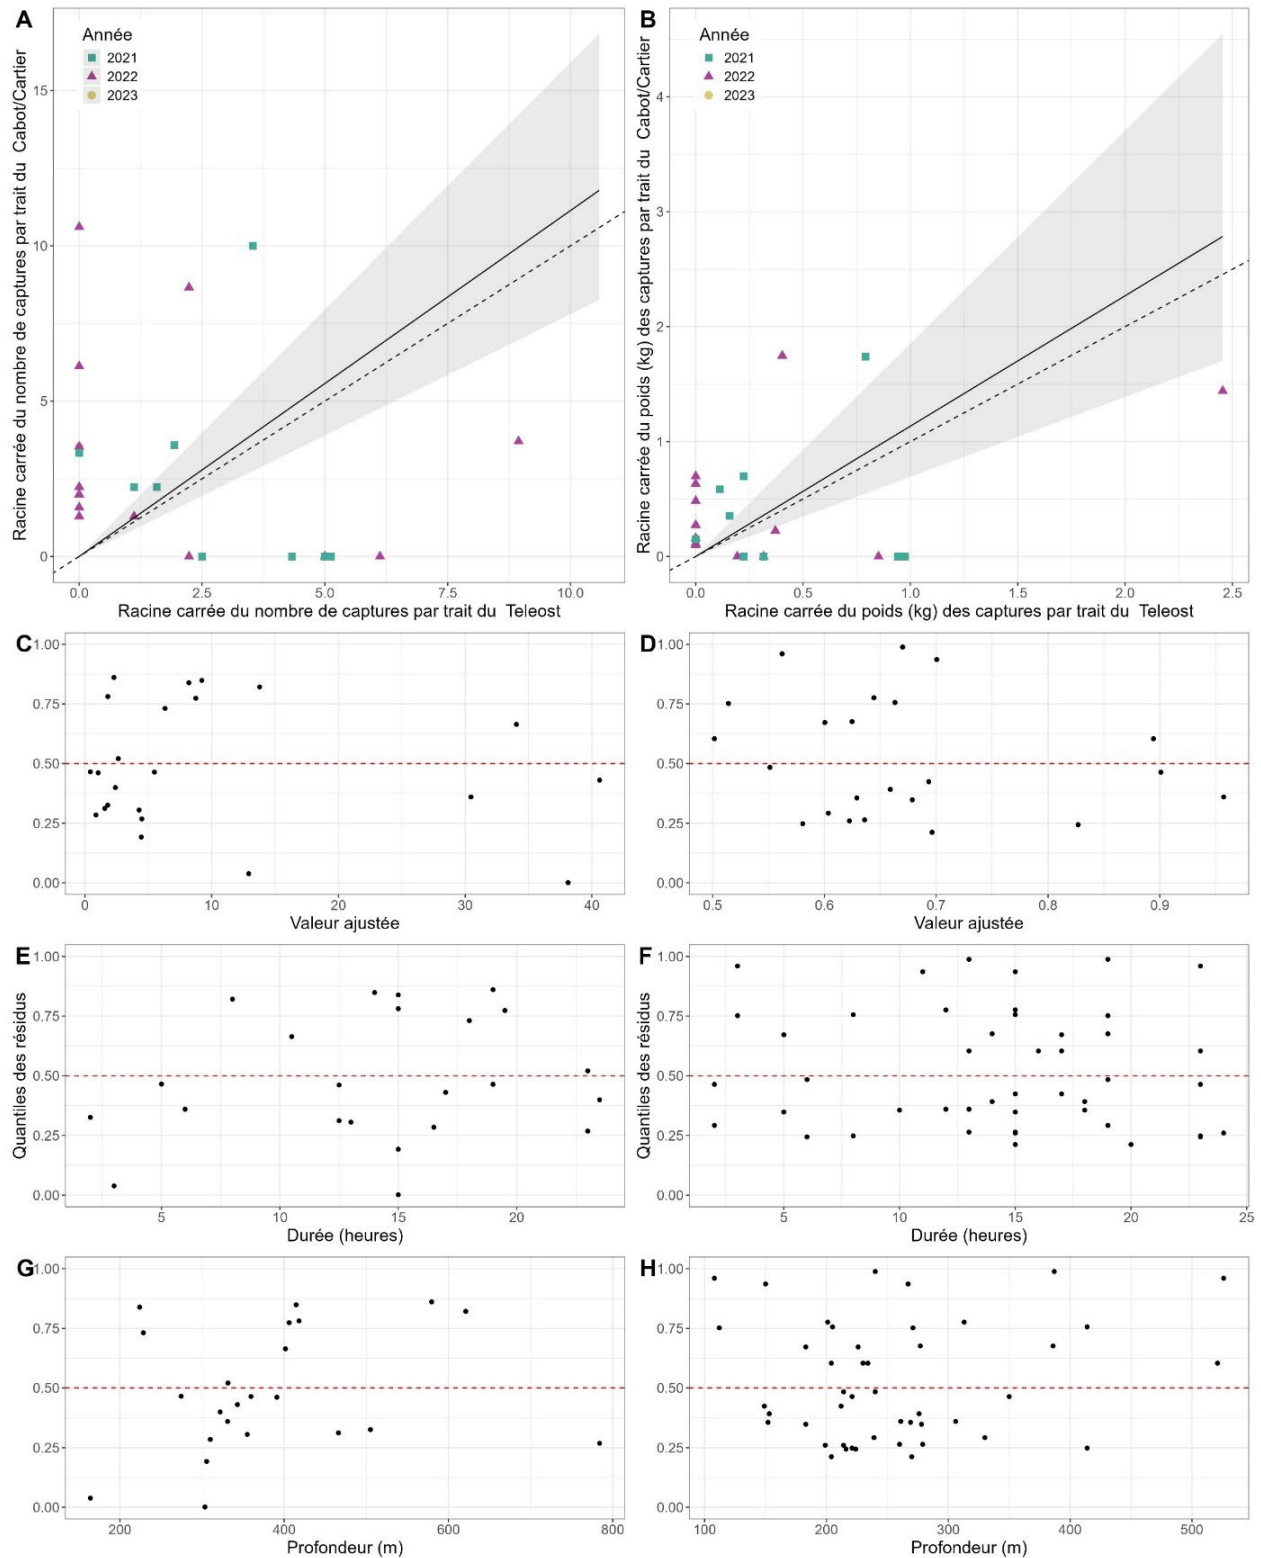 A
Année
2021
2022
2023
Racine carrée du nombre de captures par trait du Cabot/Cartier
15
10
5
0
0.0 2.5 5.0 7.5 10.0
Racine carrée du nombre de captures par trait du Teleost
B
Année
2021
2022
2023
Racine carrée du poids (kg) des captures par trait du Cabot/Cartier
4
3
2
1
0
0.0 0.5 1.0 1.5 2.0 2.5
Racine carrée du poids (kg) des captures par trait du Teleost
C
1.00
0.75
0.50
0.25
0.00
0 10 20 30 40
Valeur ajustée
D
1.00
0.75
0.50
0.25
0.00
0.5 0.6 0.7 0.8 0.9
Valeur ajustée
E
Quantiles des résidus
1.00
0.75
0.50
0.25
0.00
5 10 15 20
Durée (heures)
F
Quantiles des résidus
1.00
0.75
0.50
0.25
0.00
5 10 15 20 25
Durée (heures)
G
1.00
0.75
0.50
0.25
0.00
200 400 600 800
Profondeur (m)
H
1.00
0.75
0.50
0.25
0.00
100 200 300 400 500
Profondeur (m)